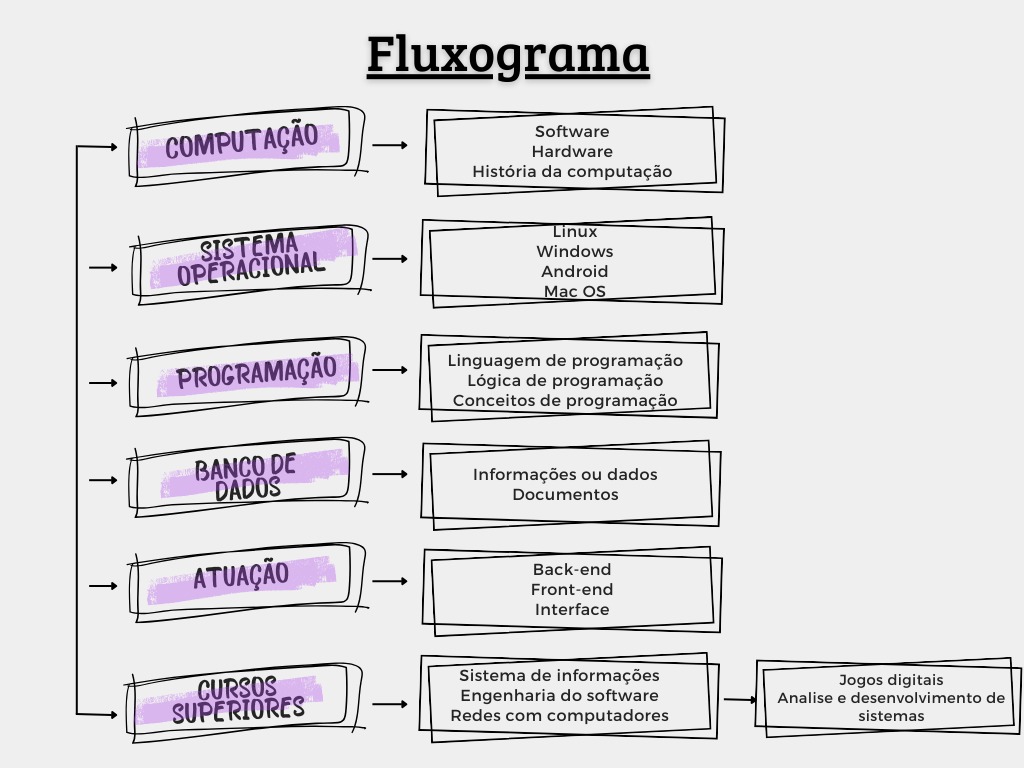 Fluxograma
COMPUTAÇÃO
Software
Hardware
História da computação
SISTEMA
OPERACIONAL
Linux
Windows
Android
Mac OS
PROGRAMAÇÃO
Linguagem de programação
Lógica de programação
Conceitos de programação
BANCO DE
DADOS
Informações ou dados
Documentos
ATUAÇÃO
Back-end
Front-end
Interface
CURSOS
SUPERIORES
Sistema de informações
Engenharia do software
Redes com computadores
Jogos digitais
Analise e desenvolvimento de
sistemas